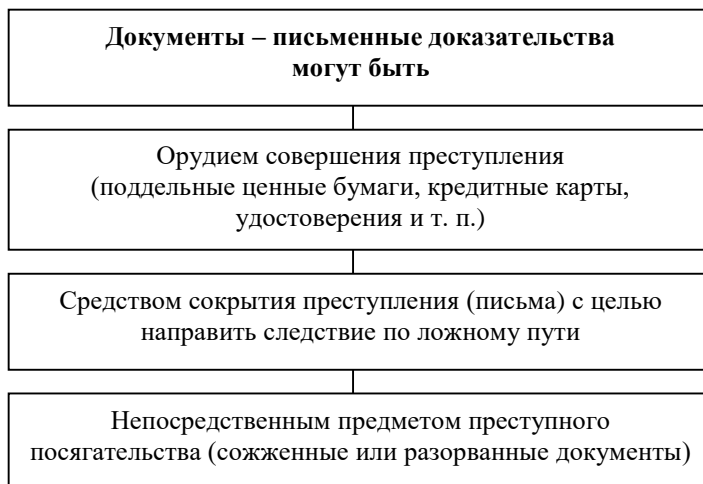 Документы – письменные доказательства
могут быть
Орудием совершения преступления
(поддельные ценные бумаги, кредитные карты,
удостоверения и т. п.)
Средством сокрытия преступления (письма) с целью
направить следствие по ложному пути
Непосредственным предметом преступного
посягательства (сожженные или разорванные документы)